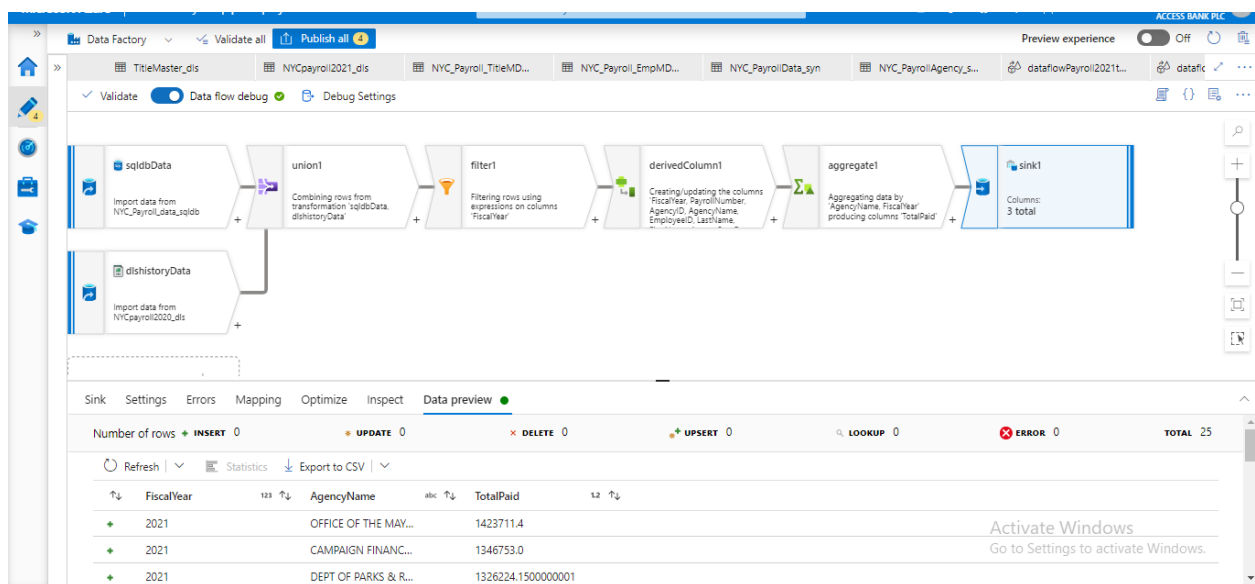 ACCESS BANK PLC
Data Factory
Validate all
Publish all 4
Preview experience
Off
TitleMaster_dls
NYCpayroll2021_dls
NYC_Payroll_TitleMD...
NYC_Payroll_EmpMD...
NYC_PayrollData_syn
NYC_PayrollAgency_s...
dataflowPayroll2021t...
dataflc
Validate
Data flow debug
Debug Settings
4
sqldbData
Import data from
NYC_Payroll_data_sqldb
+
union1
Combining rows from
transformation 'sqldbData,
dlshistoryData'
+
filter1
Filtering rows using
expressions on columns
'FiscalYear'
+
derivedColumn1
Creating/updating the columns
'FiscalYear, PayrollNumber,
AgencyID, AgencyName,
EmployeeID, LastName,
+
aggregate1
Aggregating data by
'AgencyName, FiscalYear'
producing columns 'TotalPaid'
+
sink1
Columns:
3 total
dlshistoryData
Import data from
NYCpayroll2020_dls
+
Sink Settings Errors Mapping Optimize Inspect Data preview
Number of rows + INSERT 0 * UPDATE 0 × DELETE 0 UPSERT 0 LOOKUP 0 ERROR 0 TOTAL 25
Refresh Statistics Export to CSV
FiscalYear 123 AgencyName abc TotalPaid 1.2
+ 2021 OFFICE OF THE MAY... 1423711.4
+ 2021 CAMPAIGN FINANC... 1346753.0
+ 2021 DEPT OF PARKS & R... 1326224.1500000001
Activate Windows
Go to Settings to activate Windows.